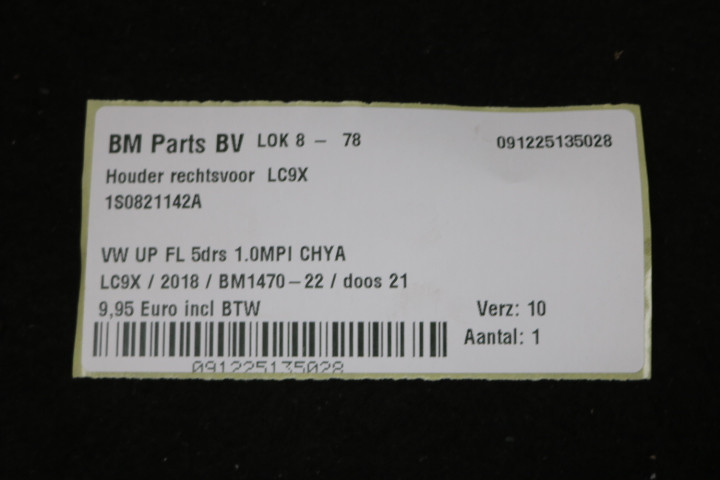 BM Parts BV LOK 8 - 78 091225135028
Houder rechtsvoor LC9X
1S0821142A
VW UP FL 5drs 1.0MPI CHYA
LC9X / 2018 / BM1470-22 / doos 21
9,95 Euro incl BTW Verz: 10
Aantal: 1
091225135028